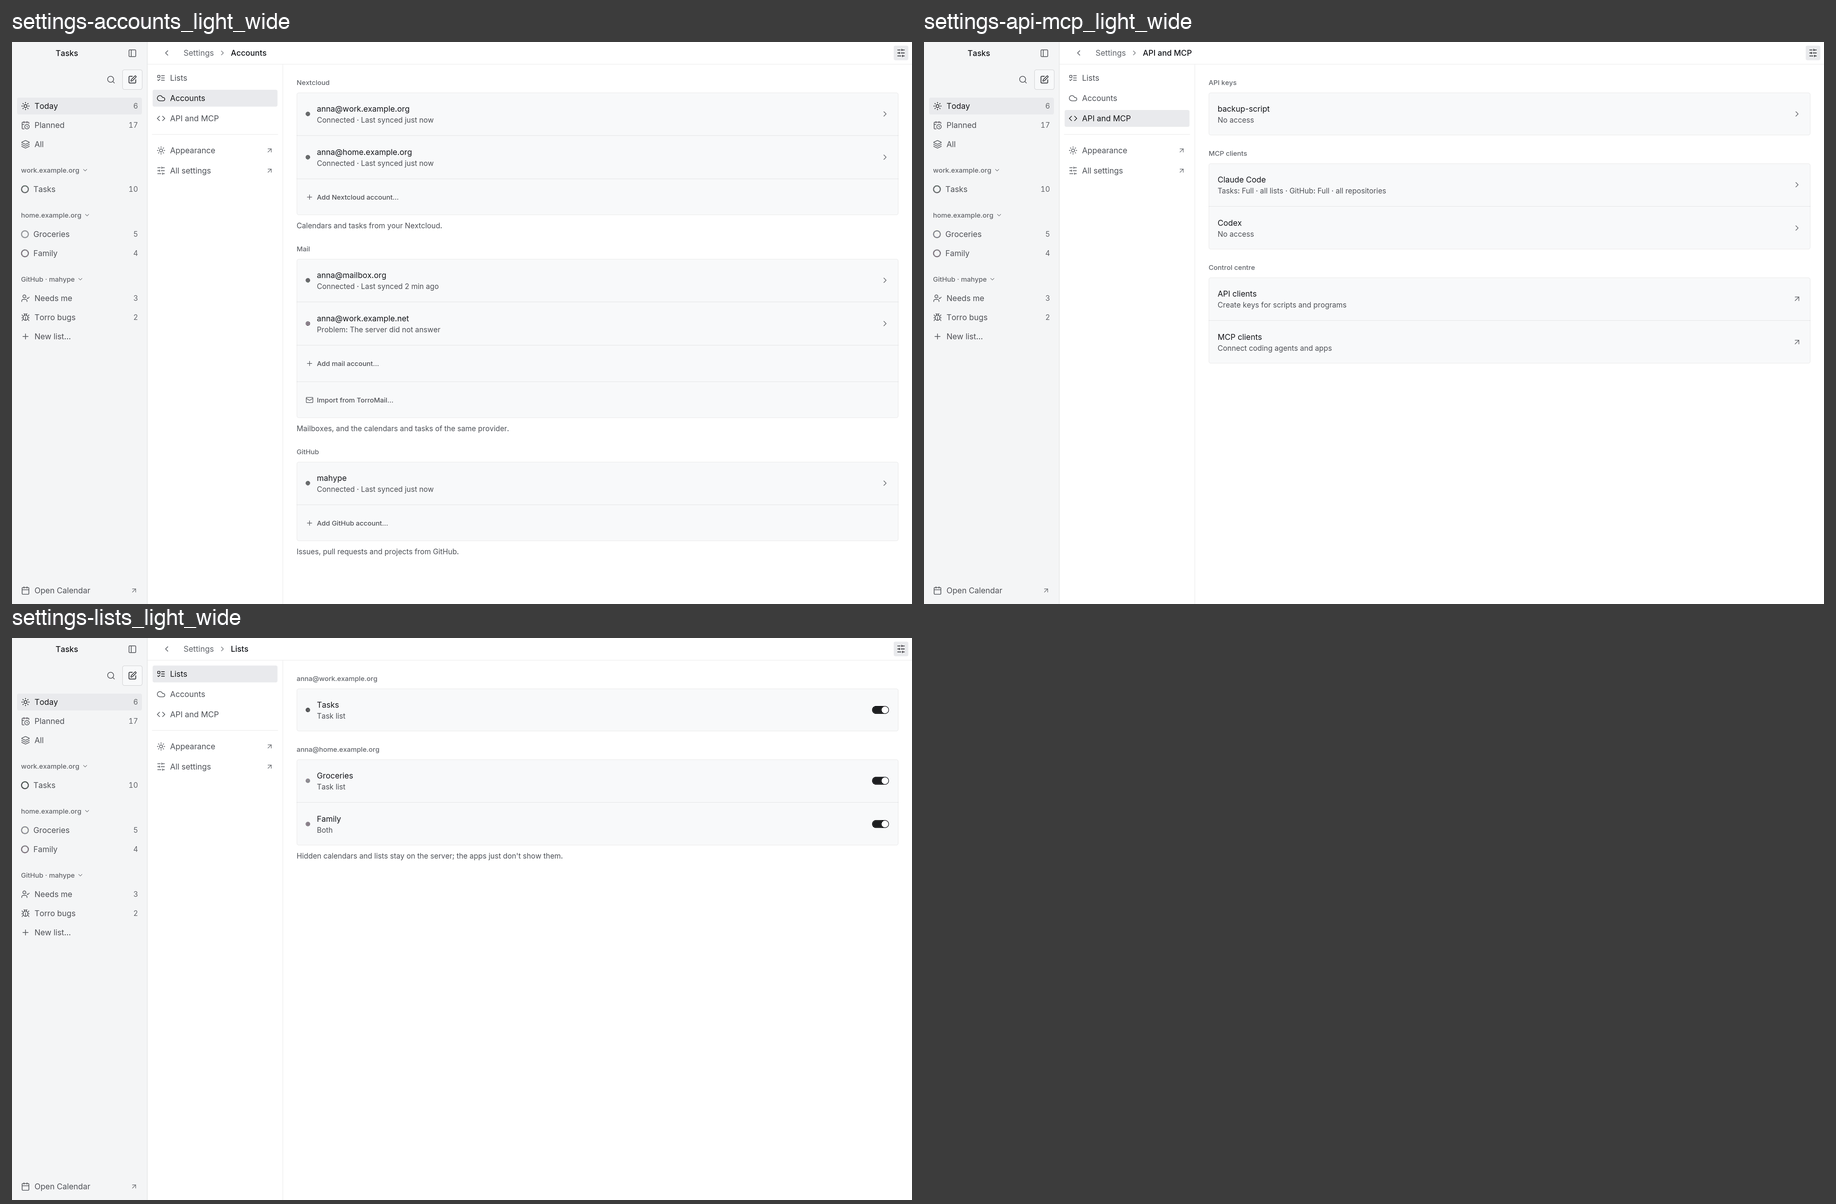 settings-accounts_light_wide
Tasks
Settings > Accounts
Today 6
Planned 17
All
work.example.org
Tasks 10
home.example.org
Groceries 5
Family 4
GitHub · mahype
Needs me 3
Torro bugs 2
New list...
Open Calendar
Lists
Accounts
API and MCP
Appearance
All settings
Nextcloud
anna@work.example.org
Connected · Last synced just now
anna@home.example.org
Connected · Last synced just now
Add Nextcloud account...
Calendars and tasks from your Nextcloud.
Mail
anna@mailbox.org
Connected · Last synced 2 min ago
anna@work.example.net
Problem: The server did not answer
Add mail account...
Import from TorroMail...
Mailboxes, and the calendars and tasks of the same provider.
GitHub
mahype
Connected · Last synced just now
Add GitHub account...
Issues, pull requests and projects from GitHub.
settings-api-mcp_light_wide
Tasks
Settings > API and MCP
Today 6
Planned 17
All
work.example.org
Tasks 10
home.example.org
Groceries 5
Family 4
GitHub · mahype
Needs me 3
Torro bugs 2
New list...
Open Calendar
Lists
Accounts
API and MCP
Appearance
All settings
API keys
backup-script
No access
MCP clients
Claude Code
Tasks: Full · all lists · GitHub: Full · all repositories
Codex
No access
Control centre
API clients
Create keys for scripts and programs
MCP clients
Connect coding agents and apps
settings-lists_light_wide
Tasks
Settings > Lists
Today 6
Planned 17
All
work.example.org
Tasks 10
home.example.org
Groceries 5
Family 4
GitHub · mahype
Needs me 3
Torro bugs 2
New list...
Open Calendar
Lists
Accounts
API and MCP
Appearance
All settings
anna@work.example.org
Tasks
Task list
anna@home.example.org
Groceries
Task list
Family
Both
Hidden calendars and lists stay on the server; the apps just don't show them.